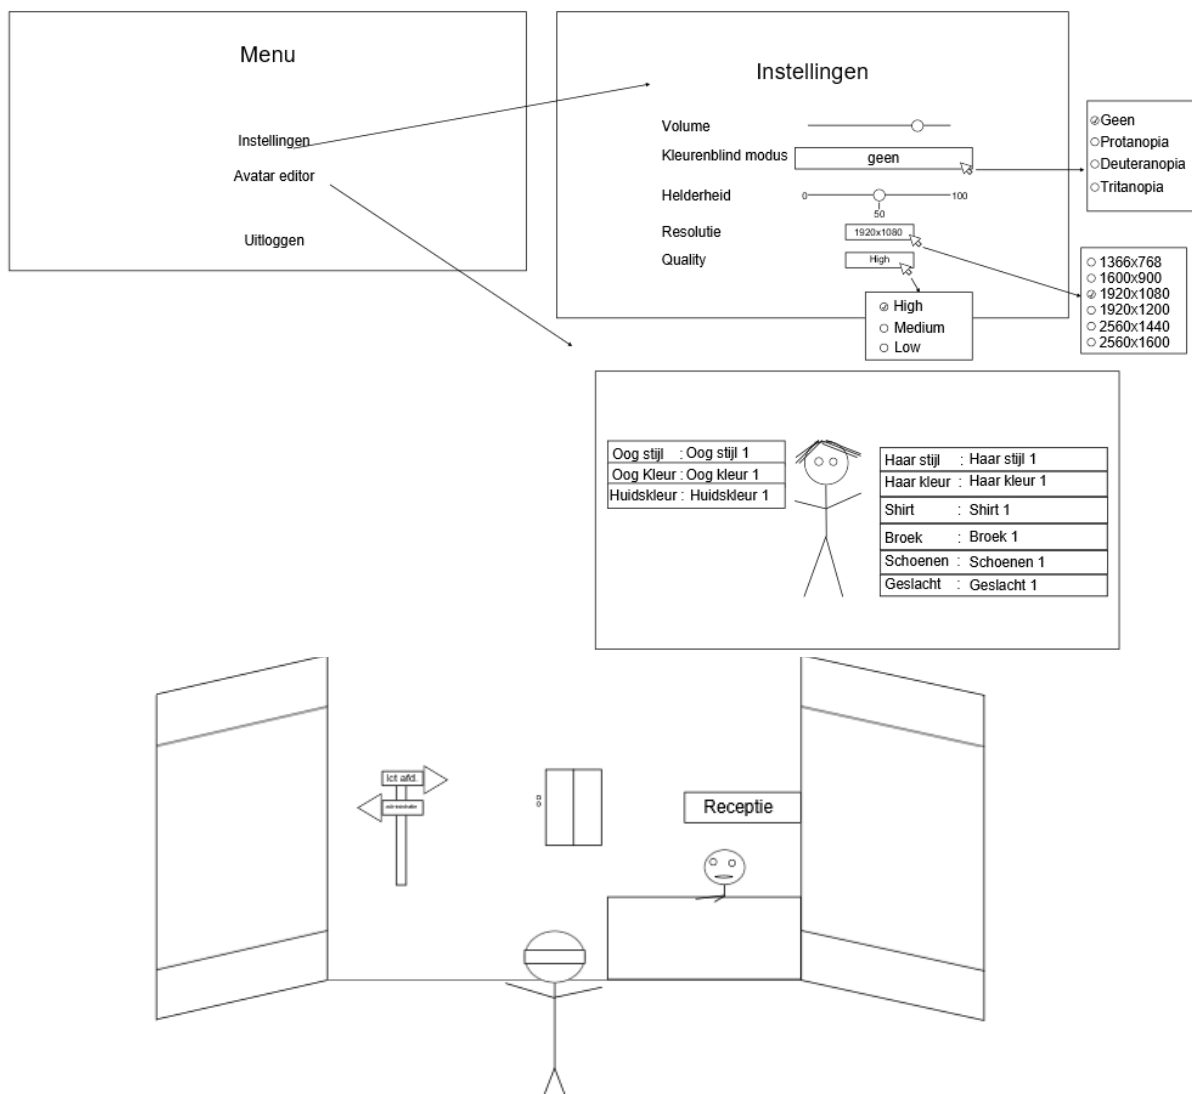 Menu
Instellingen
Avatar editor
Uitloggen
Instellingen
Volume
Kleurenblind modus
geen
Helderheid
0
100
50
Resolutie
1920x1080
Quality
High
Geen
Protanopia
Deuteranopia
Tritanopia
1366x768
1600x900
1920x1080
1920x1200
2560x1440
2560x1600
High
Medium
Low
Oog stijl : Oog stijl 1
Oog Kleur : Oog kleur 1
Huidskleur : Huidskleur 1
Haar stijl : Haar stijl 1
Haar kleur : Haar kleur 1
Shirt : Shirt 1
Broek : Broek 1
Schoenen : Schoenen 1
Geslacht : Geslacht 1
Ict afd.
Receptie